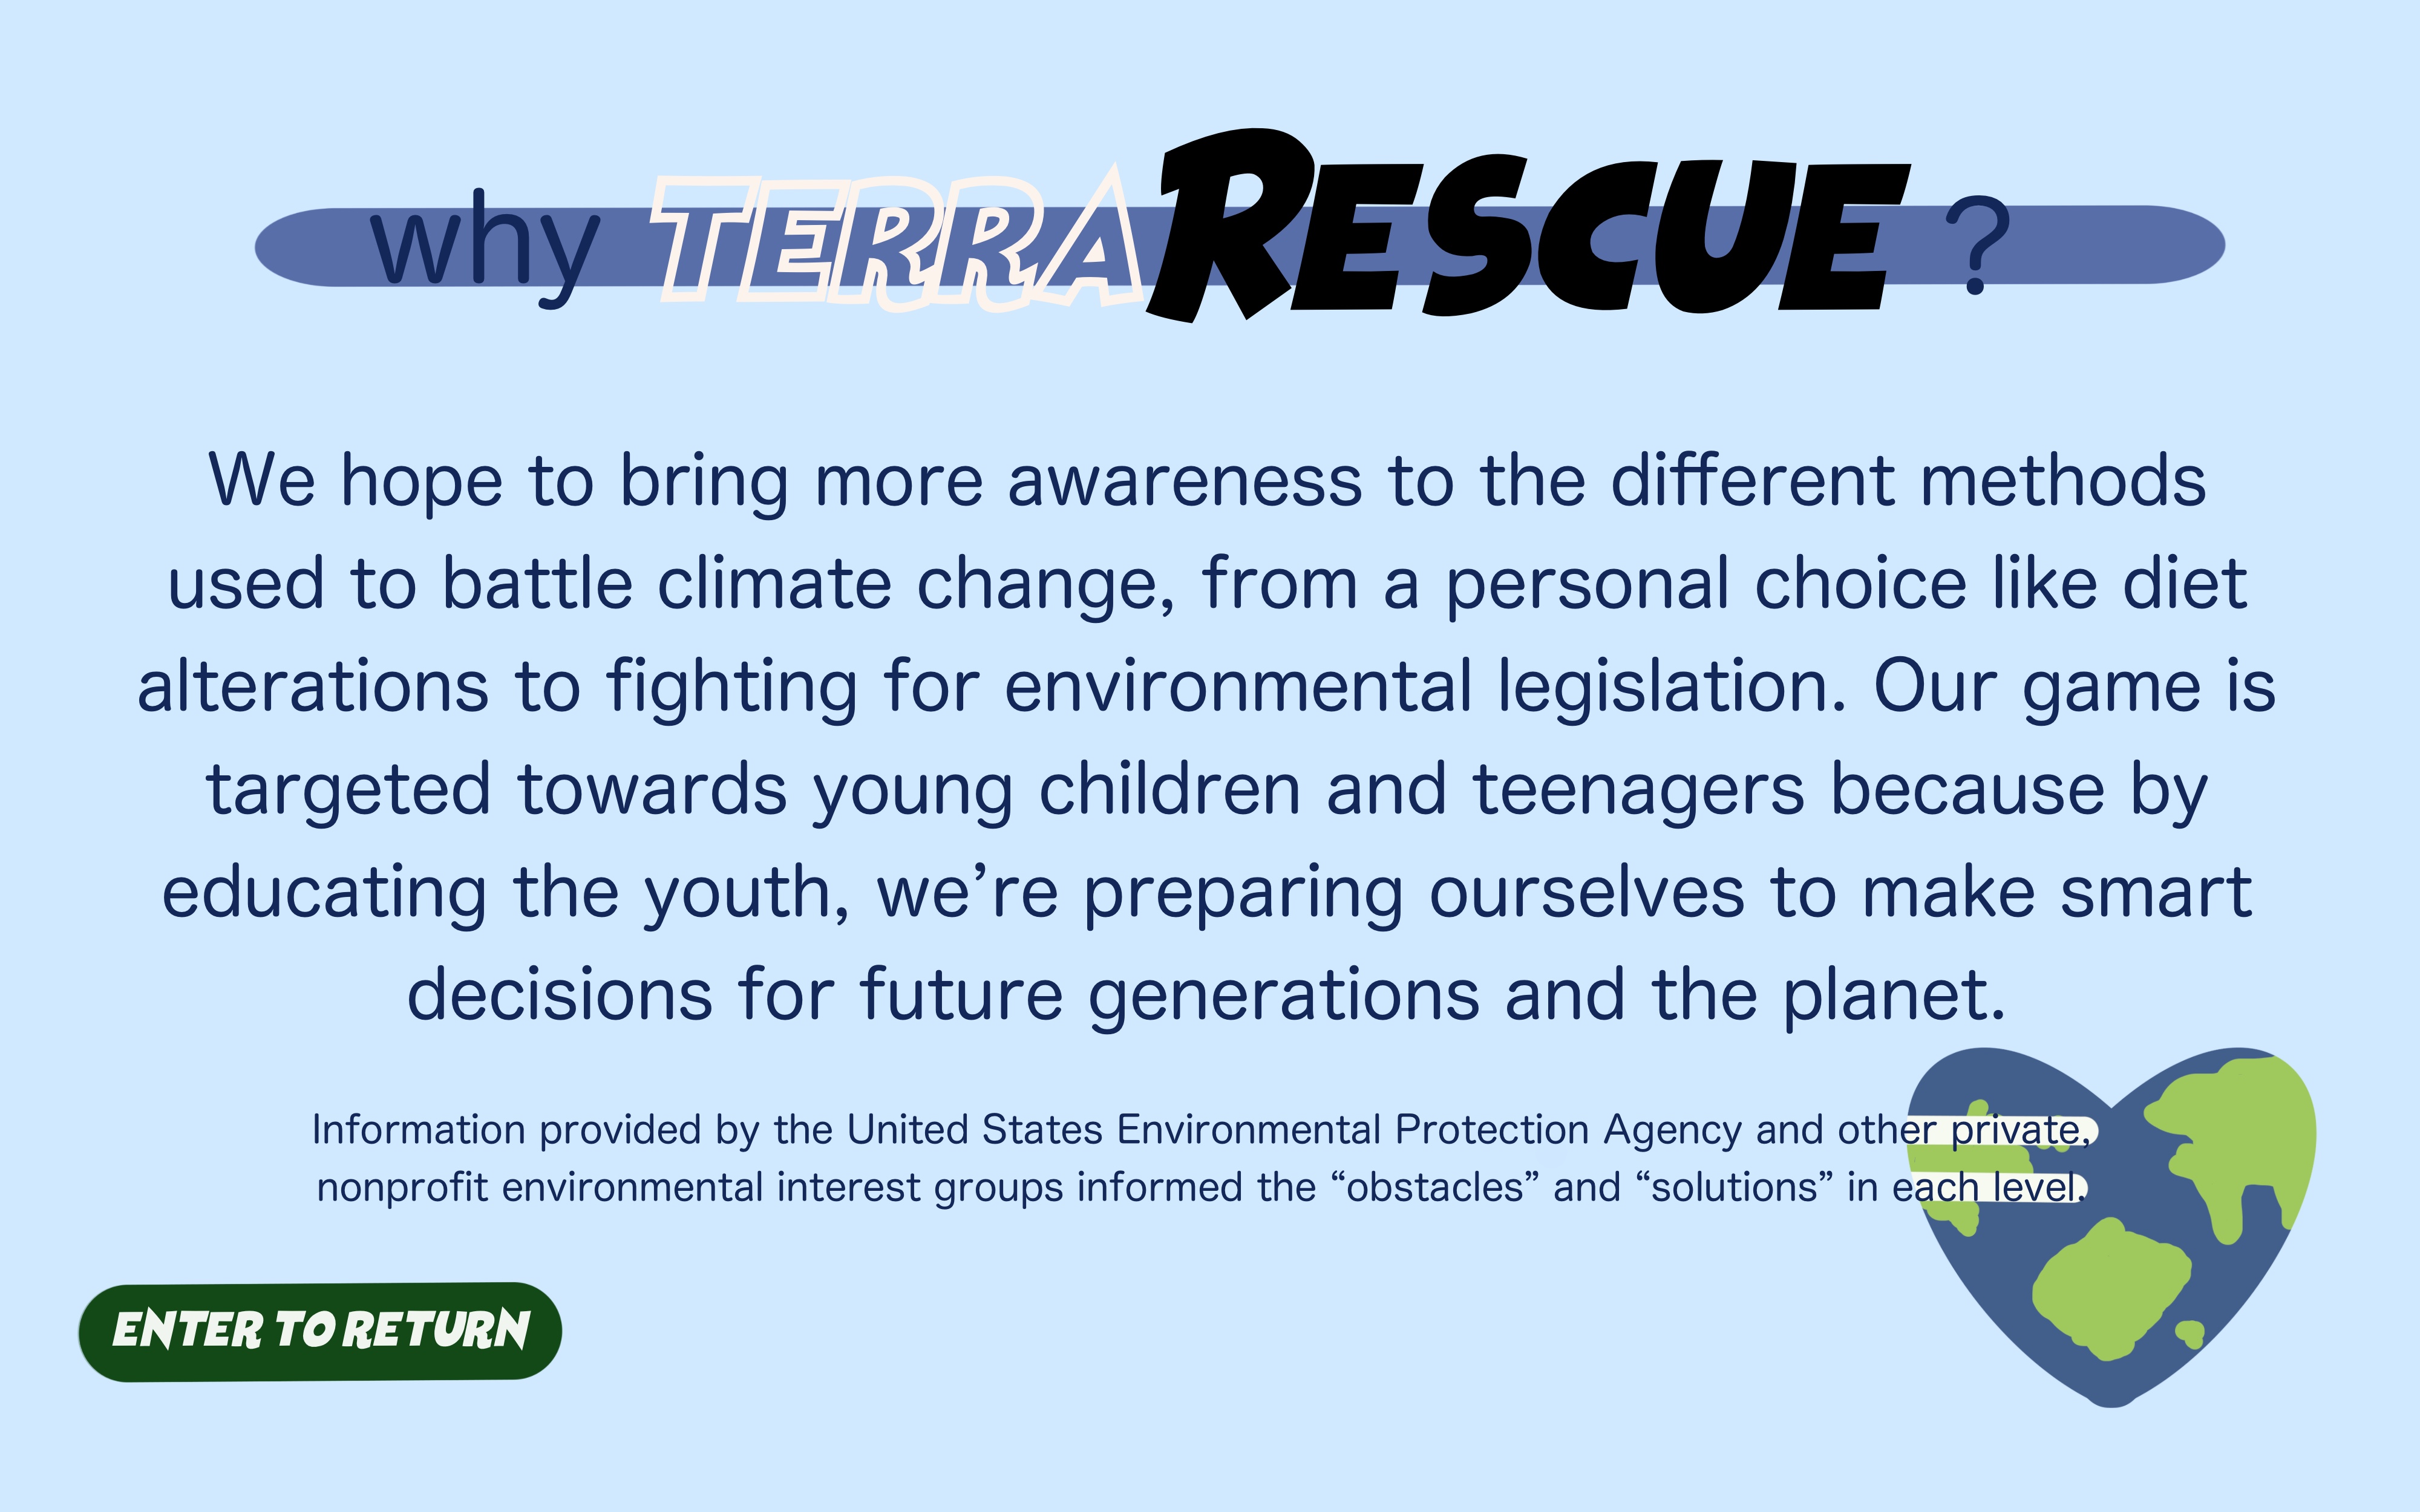 why TERRA RESCUE ?
We hope to bring more awareness to the different methods
used to battle climate change, from a personal choice like diet
alterations to fighting for environmental legislation. Our game is
targeted towards young children and teenagers because by
educating the youth, we’re preparing ourselves to make smart
decisions for future generations and the planet.
Information provided by the United States Environmental Protection Agency and other private,
nonprofit environmental interest groups informed the “obstacles” and “solutions” in each level.
ENTER TO RETURN